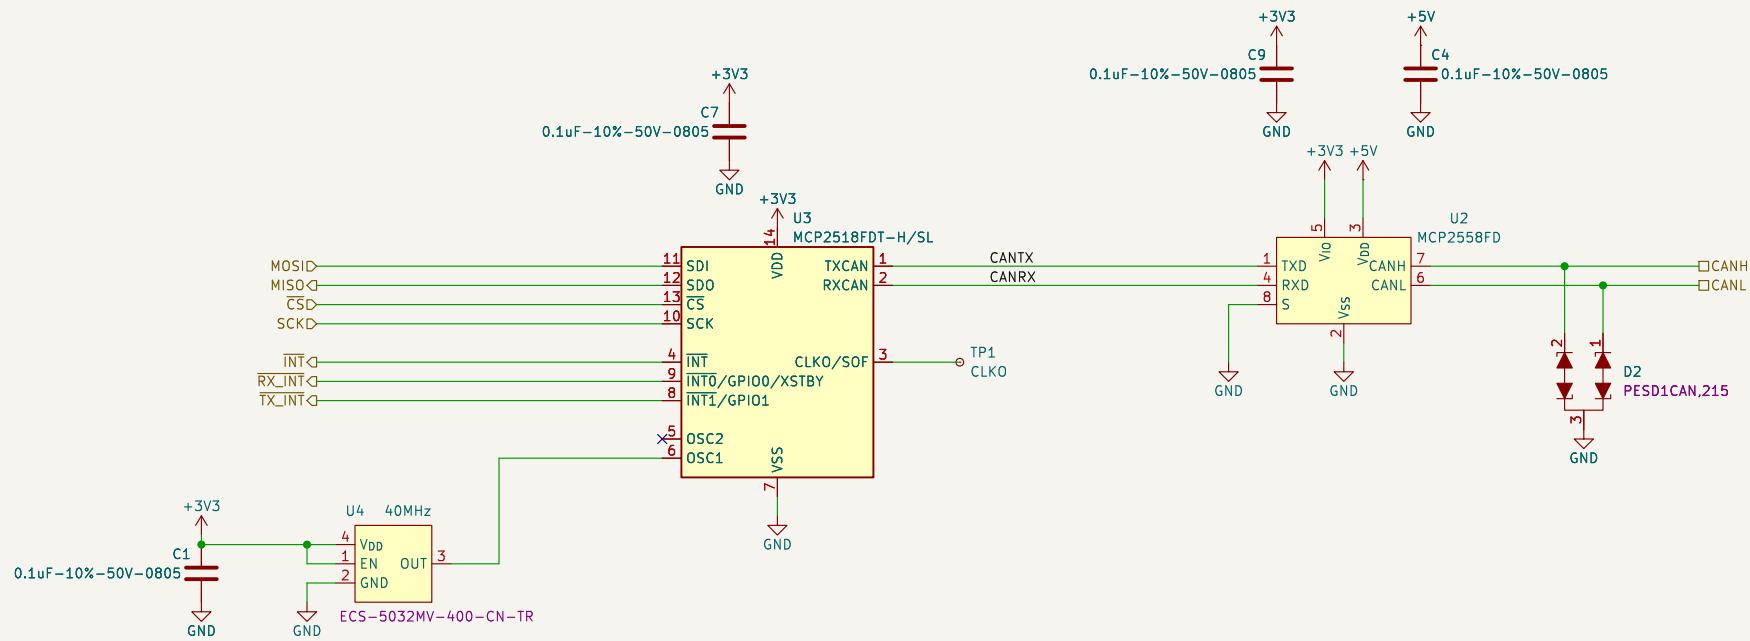 +3V3
C9
0.1uF-10%-50V-0805
GND
+5V
C4
0.1uF-10%-50V-0805
GND
+3V3
C7
0.1uF-10%-50V-0805
GND
+3V3
U3
MCP2518FDT-H/SL
14
VDD
MOSI
11
SDI
MISO
12
SDO
CS
13
CS
SCK
10
SCK
INT
4
INT
RX_INT
9
INT0/GPIO0/XSTBY
TX_INT
8
INT1/GPIO1
5
OSC2
6
OSC1
TXCAN
1
CANTX
RXCAN
2
CANRX
CLKO/SOF
3
TP1
CLKO
VSS
7
GND
+3V3
+5V
U2
MCP2558FD
5
3
VIO
VDD
1
TXD
4
RXD
8
S
CANH
7
CANH
CANL
6
CANL
VSS
2
GND
GND
2
1
D2
PESD1CAN,215
3
GND
+3V3
C1
0.1uF-10%-50V-0805
GND
U4
40MHz
4
VDD
1
EN
2
GND
OUT
3
GND
ECS-5032MV-400-CN-TR